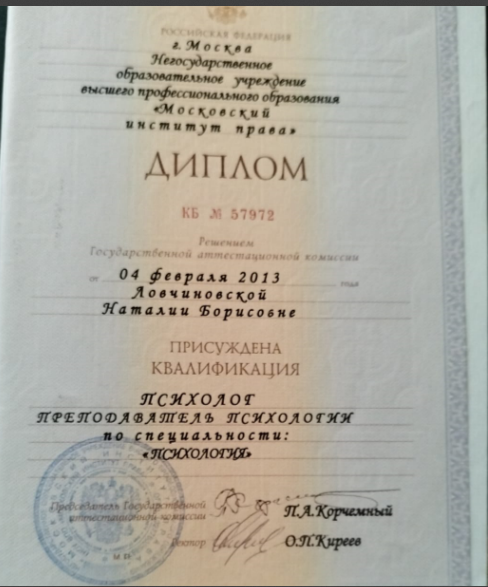 РОССИЙСКАЯ ФЕДЕРАЦИЯ
г. Москва
Негосударственное
образовательное учреждение
высшего профессионального образования
«Московский
институт права»
ДИПЛОМ
КБ № 57972
Решением
Государственной аттестационной комиссии
от 04 февраля 2013 года
Ловчиновской
Наталии Борисовне
ПРИСУЖДЕНА
КВАЛИФИКАЦИЯ
ПСИХОЛОГ
ПРЕПОДАВАТЕЛЬ ПСИХОЛОГИИ
по специальности:
«ПСИХОЛОГИЯ»
Председатель Государственной
аттестационной комиссии П.А.Корчемный
Ректор О.П.Киреев
М.П.